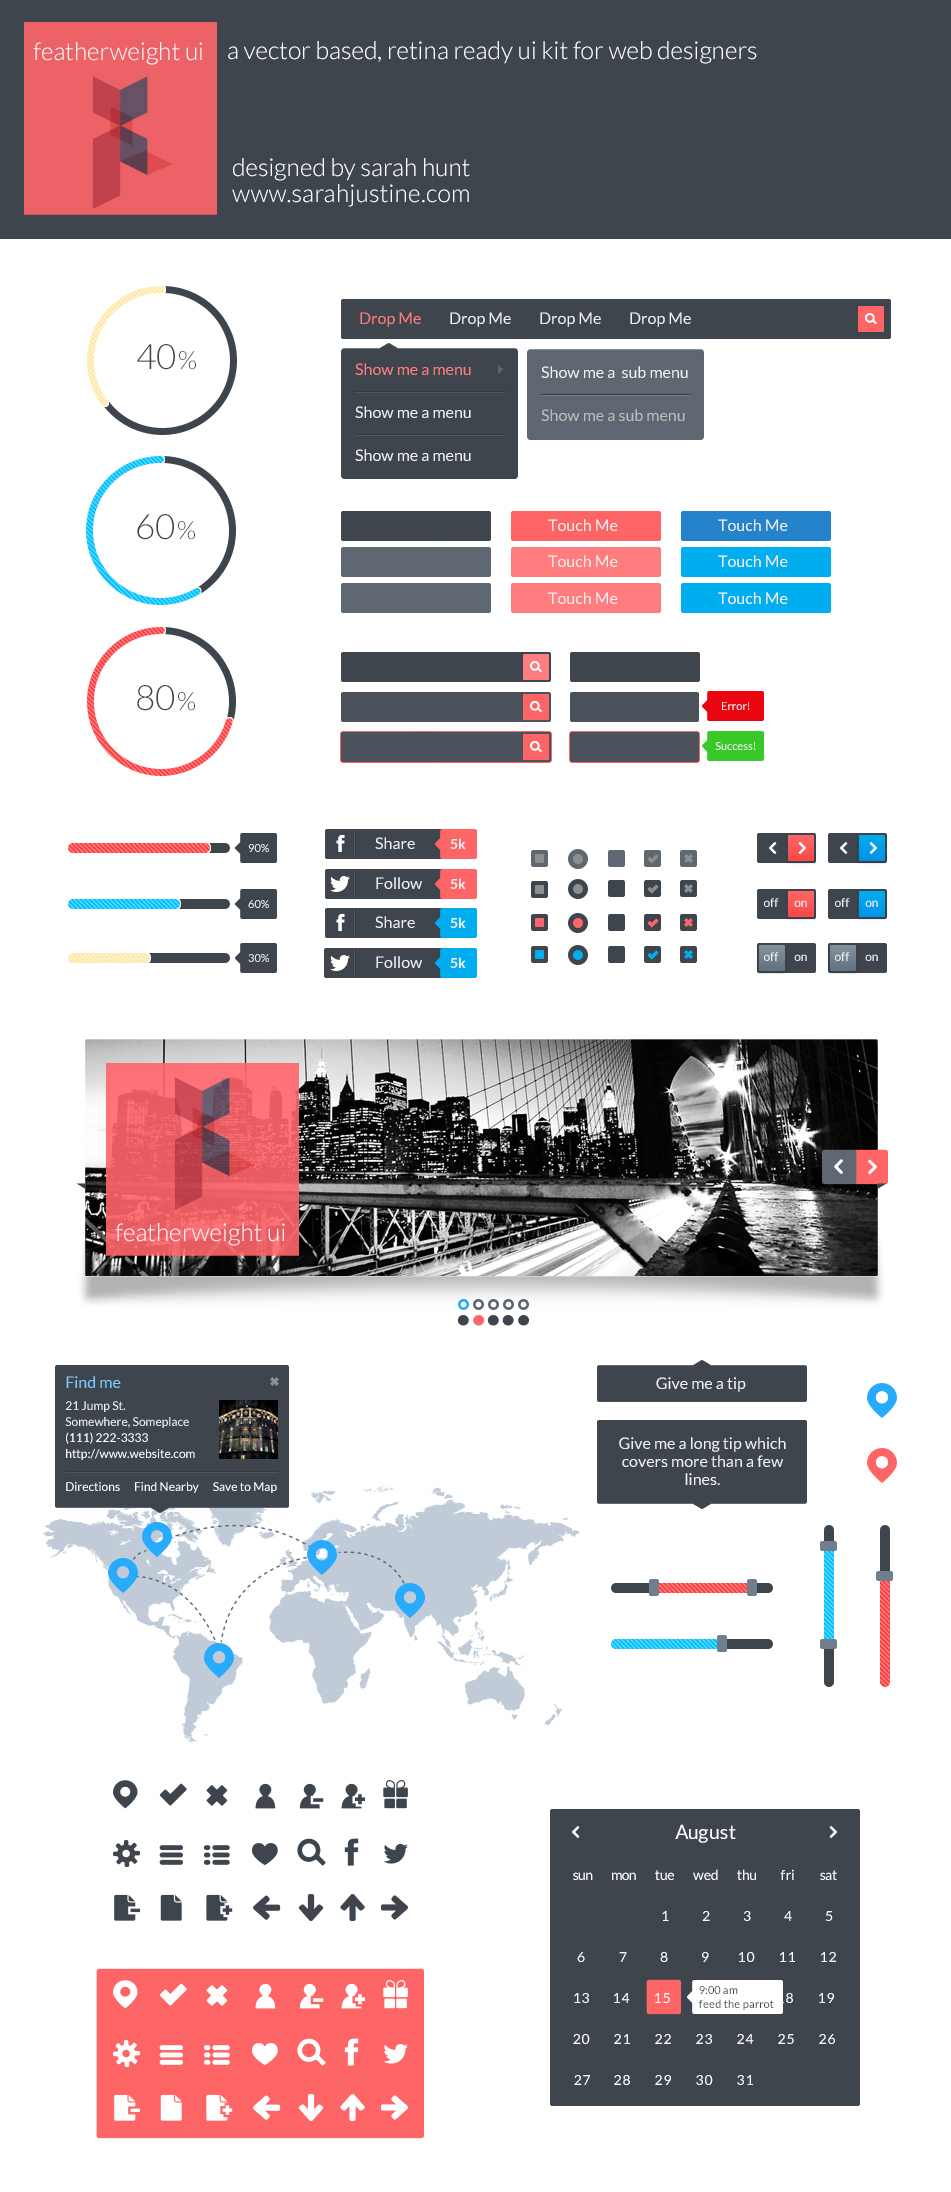 featherweight ui
a vector based, retina ready ui kit for web designers
designed by sarah hunt
www.sarahjustine.com
40%
60%
80%
Drop Me Drop Me Drop Me Drop Me
Show me a menu
Show me a menu
Show me a menu
Show me a sub menu
Show me a sub menu
Touch Me Touch Me
Touch Me Touch Me
Touch Me Touch Me
Error!
Success!
90%
60%
30%
Share 5k
Follow 5k
Share 5k
Follow 5k
off on off on
off on off on
featherweight ui
Find me
21 Jump St.
Somewhere, Someplace
(111) 222-3333
http://www.website.com
Directions Find Nearby Save to Map
Give me a tip
Give me a long tip which
covers more than a few
lines.
August
sun mon tue wed thu fri sat
1 2 3 4 5
6 7 8 9 10 11 12
13 14 15 9:00 am
feed the parrot 8 19
20 21 22 23 24 25 26
27 28 29 30 31